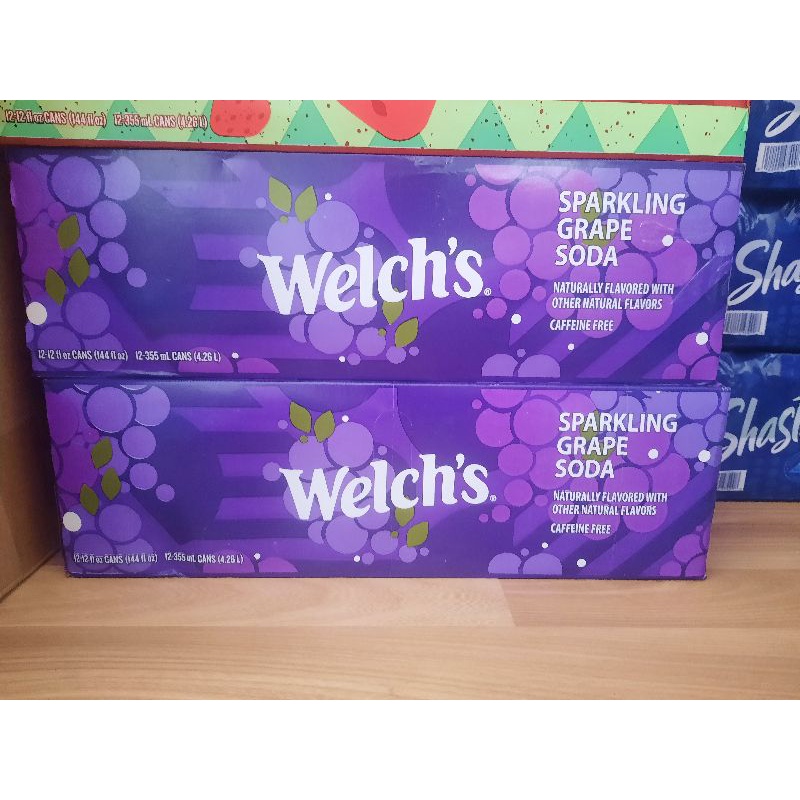 12-12 fl oz CANS (144 fl oz) 12-355 mL CANS (4.26 L)
Welch's®
SPARKLING
GRAPE
SODA
NATURALLY FLAVORED WITH
OTHER NATURAL FLAVORS
CAFFEINE FREE
12-12 fl oz CANS (144 fl oz) 12-355 mL CANS (4.26 L)
Welch's®
SPARKLING
GRAPE
SODA
NATURALLY FLAVORED WITH
OTHER NATURAL FLAVORS
CAFFEINE FREE
12-12 fl oz CANS (144 fl oz) 12-355 mL CANS (4.26 L)
Sha
Shas